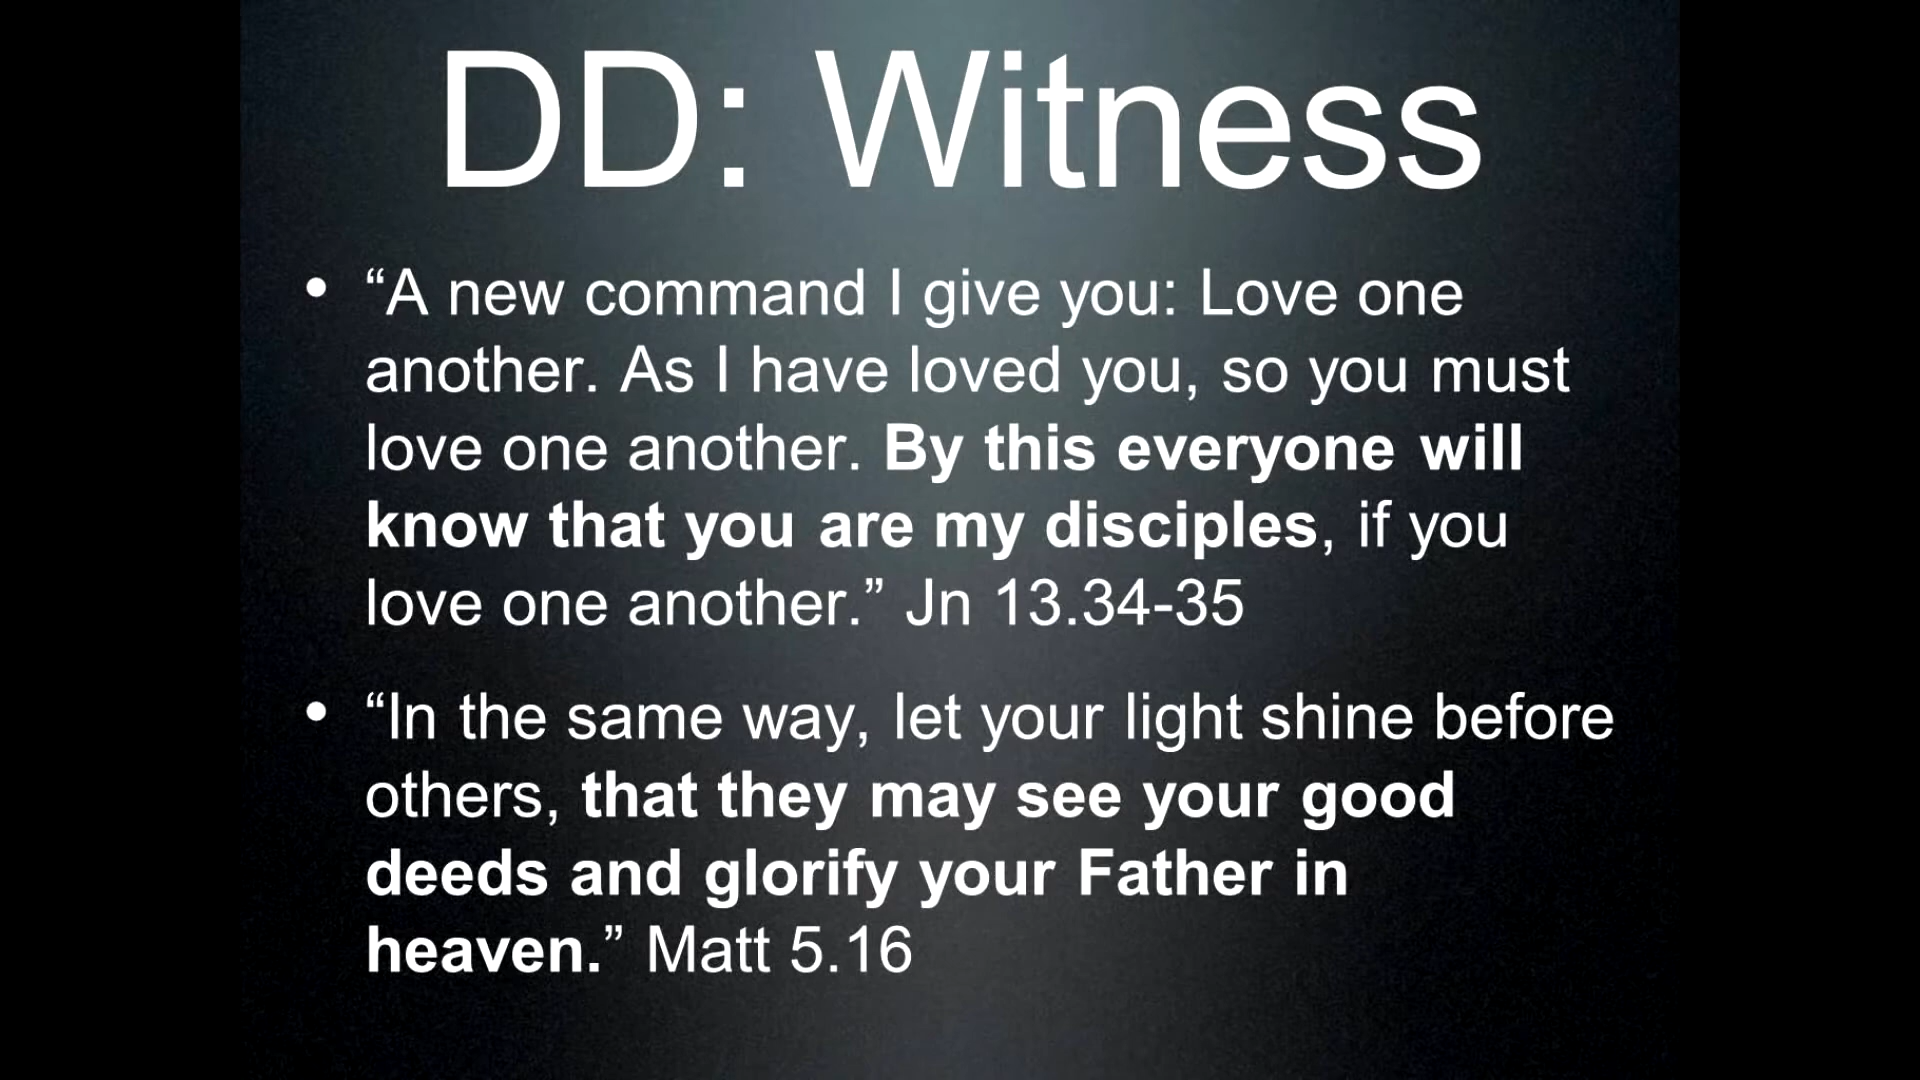 DD: Witness
• “A new command I give you: Love one
another. As I have loved you, so you must
love one another. By this everyone will
know that you are my disciples, if you
love one another.” Jn 13.34-35
• “In the same way, let your light shine before
others, that they may see your good
deeds and glorify your Father in
heaven.” Matt 5.16